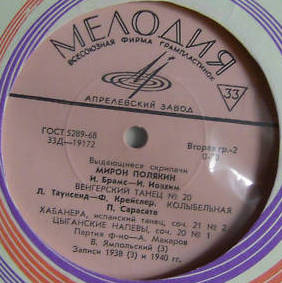 МЕЛОДИЯ
ВСЕСОЮЗНАЯ ФИРМА ГРАМПЛАСТИНОК
33
АПРЕЛЕВСКИЙ ЗАВОД
ГОСТ 5289-68
33Д—19172
Вторая гр.-2
Выдающиеся скрипачи
МИРОН ПОЛЯКИН
И. Брамс—И. Иоахим
ВЕНГЕРСКИЙ ТАНЕЦ № 20
Л. Таунсенд—Ф. Крейслер. КОЛЫБЕЛЬНАЯ
П. Сарасате
ХАБАНЕРА, испанский танец, соч. 21 № 2
ЦЫГАНСКИЕ НАПЕВЫ, соч. 20 № 1
Партия ф-но—А. Макаров
В. Ямпольский (3)
Записи 1938 (3) и 1940 гг.